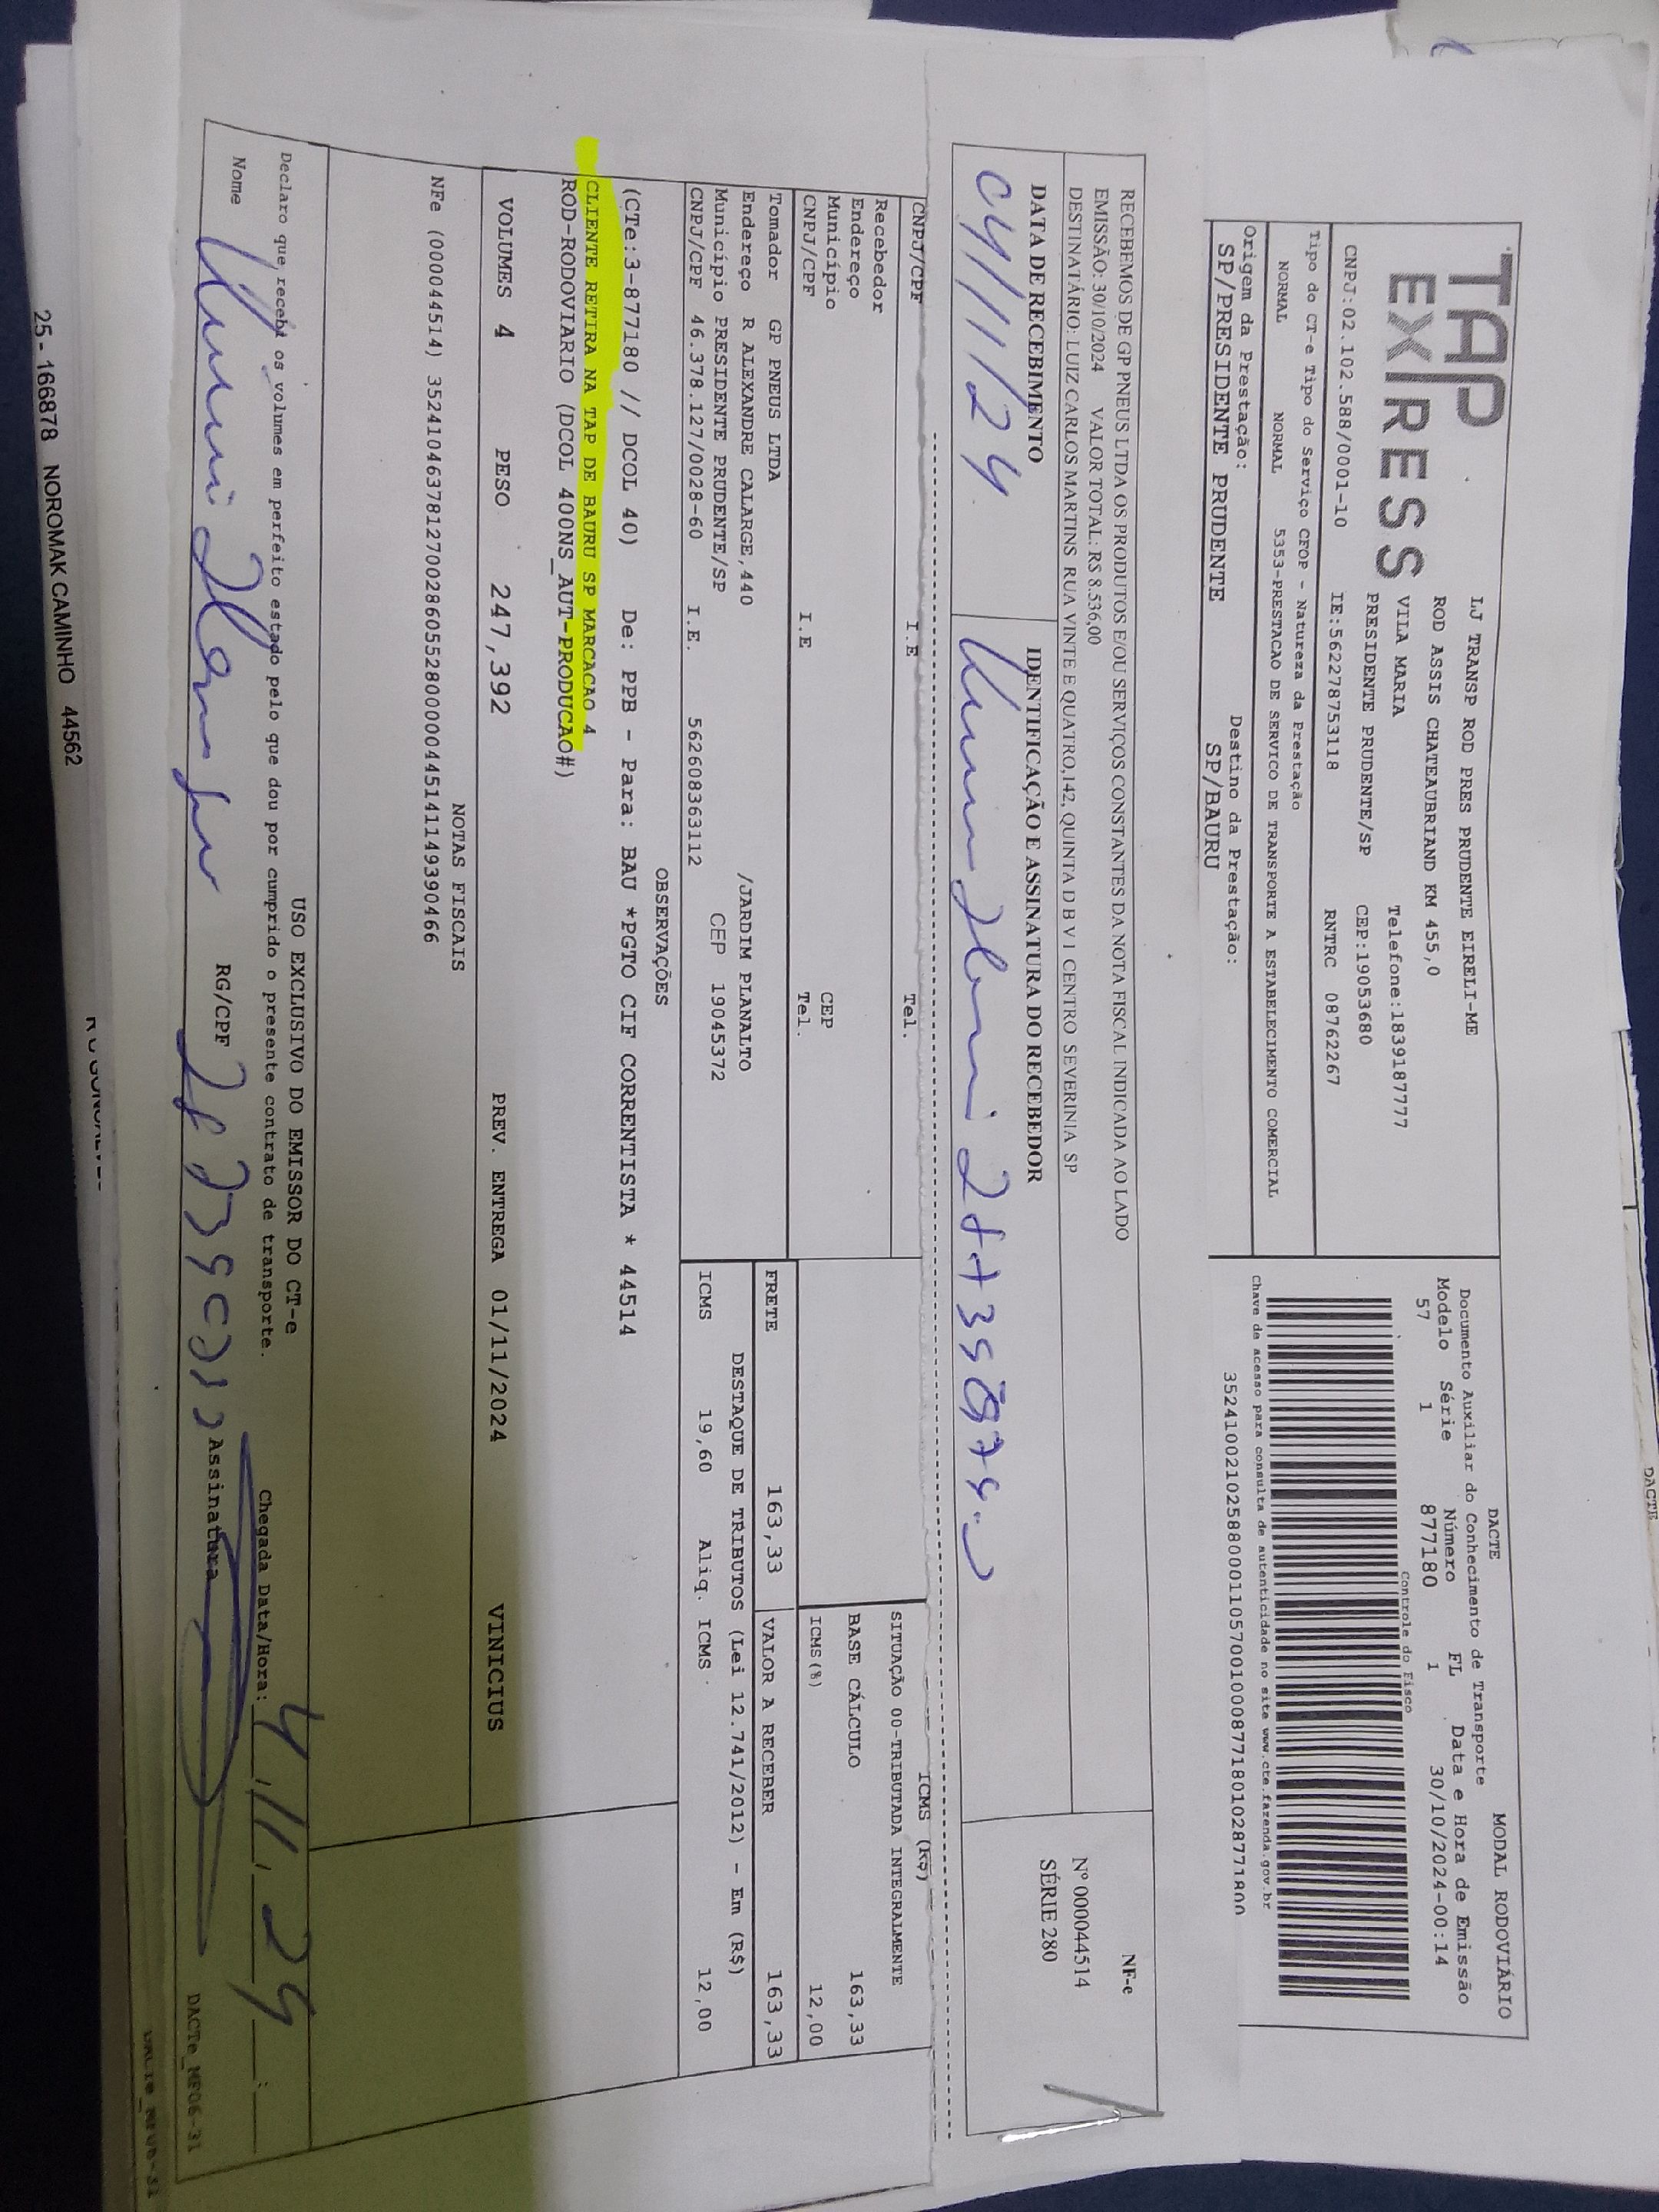 TAP
EXPRESS
LJ TRANSP ROD PRES PRUDENTE EIRELI-ME
ROD ASSIS CHATEAUBRIAND KM 455,0
VILA MARIA Telefone:1839187777
PRESIDENTE PRUDENTE/SP CEP:19053680
CNPJ:02.102.588/0001-10 IE:562278753118 RNTRC 08762267
Tipo do CT-e Tipo do Serviço CFOP - Natureza da Prestação
NORMAL NORMAL 5353-PRESTACAO DE SERVICO DE TRANSPORTE A ESTABELECIMENTO COMERCIAL
Origem da Prestação: Destino da Prestação:
SP/PRESIDENTE PRUDENTE SP/BAURU
DACTE MODAL RODOVIÁRIO
Documento Auxiliar do Conhecimento de Transporte
Modelo Série Número FL Data e Hora de Emissão
57 1 877180 1 30/10/2024-00:14
Controle do Fisco
Chave de acesso para consulta de autenticidade no site www.cte.fazenda.gov.br
35241002102588000110570010008771801028771800
RECEBEMOS DE GP PNEUS LTDA OS PRODUTOS E/OU SERVIÇOS CONSTANTES DA NOTA FISCAL INDICADA AO LADO
EMISSÃO: 30/10/2024 VALOR TOTAL: R$ 8.536,00
DESTINATÁRIO: LUIZ CARLOS MARTINS RUA VINTE E QUATRO,142, QUINTA D B V I CENTRO SEVERINIA SP
NF-e
Nº 000044514
SÉRIE 280
DATA DE RECEBIMENTO IDENTIFICAÇÃO E ASSINATURA DO RECEBEDOR
04/11/24
CNPJ/CPF I.E Tel.
Recebedor
Endereço
Município CEP
CNPJ/CPF I.E Tel.
ICMS (R$)
SITUAÇÃO 00-TRIBUTADA INTEGRALMENTE
BASE CÁLCULO 163,33
ICMS(%) 12,00
Tomador GP PNEUS LTDA
Endereço R ALEXANDRE CALARGE,440 /JARDIM PLANALTO
Município PRESIDENTE PRUDENTE/SP CEP 19045372
CNPJ/CPF 46.378.127/0028-60 I.E. 562608363112
FRETE 163,33 VALOR A RECEBER 163,33
DESTAQUE DE TRIBUTOS (Lei 12.741/2012) - Em (R$)
ICMS 19,60 Aliq. ICMS 12,00
OBSERVAÇÕES
(CTe:3-877180 // DCOL 40) De: PPB - Para: BAU *PGTO CIF CORRENTISTA * 44514
CLIENTE RETIRA NA TAP DE BAURU SP MARCACAO 4
ROD-RODOVIARIO (DCOL 400NS_AUT-PRODUCAO#)
VOLUMES 4 PESO 247,392 PREV. ENTREGA 01/11/2024 VINICIUS
NOTAS FISCAIS
NFe (000044514) 35241046378127002860552800000445141149390466
USO EXCLUSIVO DO EMISSOR DO CT-e
Declaro que recebi os volumes em perfeito estado pelo que dou por cumprido o presente contrato de transporte.
Chegada Data/Hora: 4/11/24 :
Nome RG/CPF Assinatura
DACTe_MF06-31
25 - 166878 NOROMAK CAMINHO 44562
DACTE